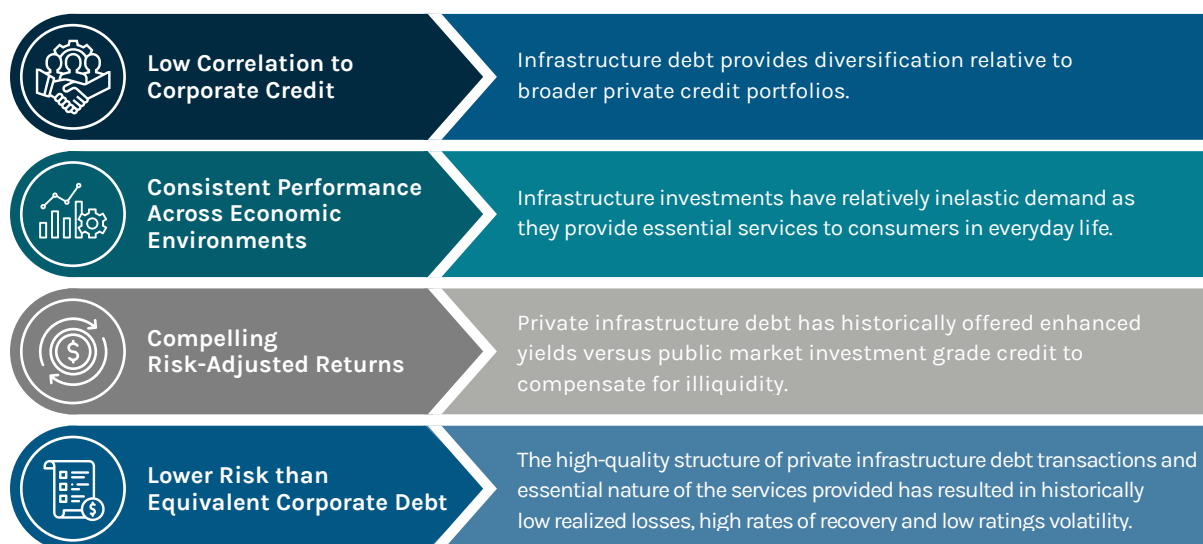 Low Correlation to
Corporate Credit
Infrastructure debt provides diversification relative to
broader private credit portfolios.
Consistent Performance
Across Economic
Environments
Infrastructure investments have relatively inelastic demand as
they provide essential services to consumers in everyday life.
Compelling
Risk-Adjusted Returns
Private infrastructure debt has historically offered enhanced
yields versus public market investment grade credit to
compensate for illiquidity.
Lower Risk than
Equivalent Corporate Debt
The high-quality structure of private infrastructure debt transactions and
essential nature of the services provided has resulted in historically
low realized losses, high rates of recovery and low ratings volatility.